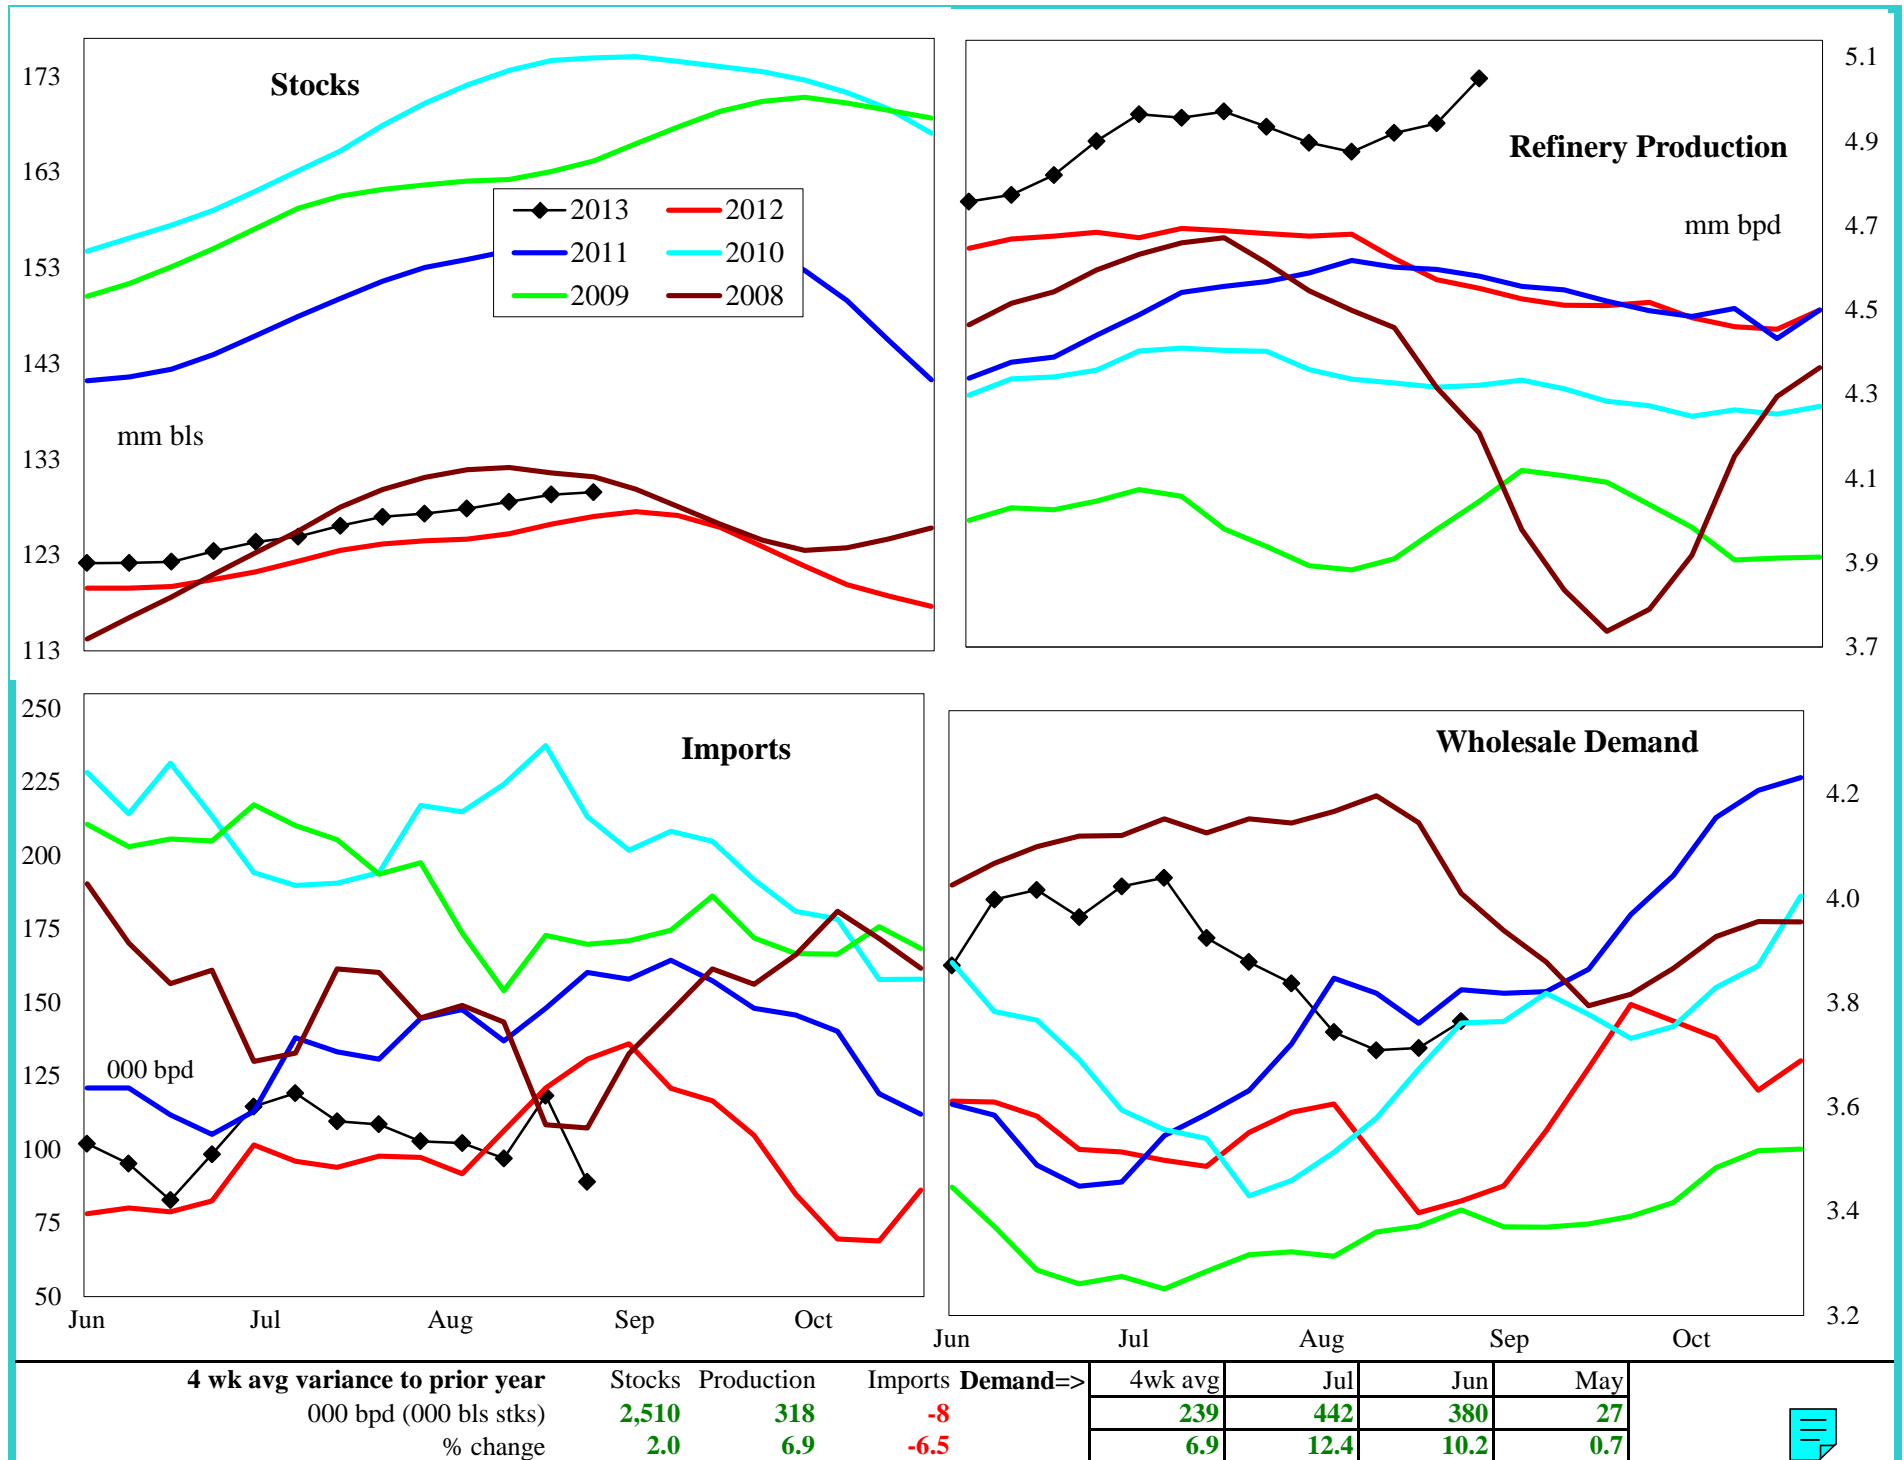 Stocks
173
163
153
143
133
123
113
mm bls
2013 2012
2011 2010
2009 2008
Refinery Production
mm bpd
5.1
4.9
4.7
4.5
4.3
4.1
3.9
3.7
Imports
250
225
200
175
150
125
100
75
50
000 bpd
Jun Jul Aug Sep Oct
Wholesale Demand
4.2
4.0
3.8
3.6
3.4
3.2
Jun Jul Aug Sep Oct
4 wk avg variance to prior year Stocks Production Imports Demand=> 4wk avg Jul Jun May
000 bpd (000 bls stks) 2,510 318 -8 239 442 380 27
% change 2.0 6.9 -6.5 6.9 12.4 10.2 0.7